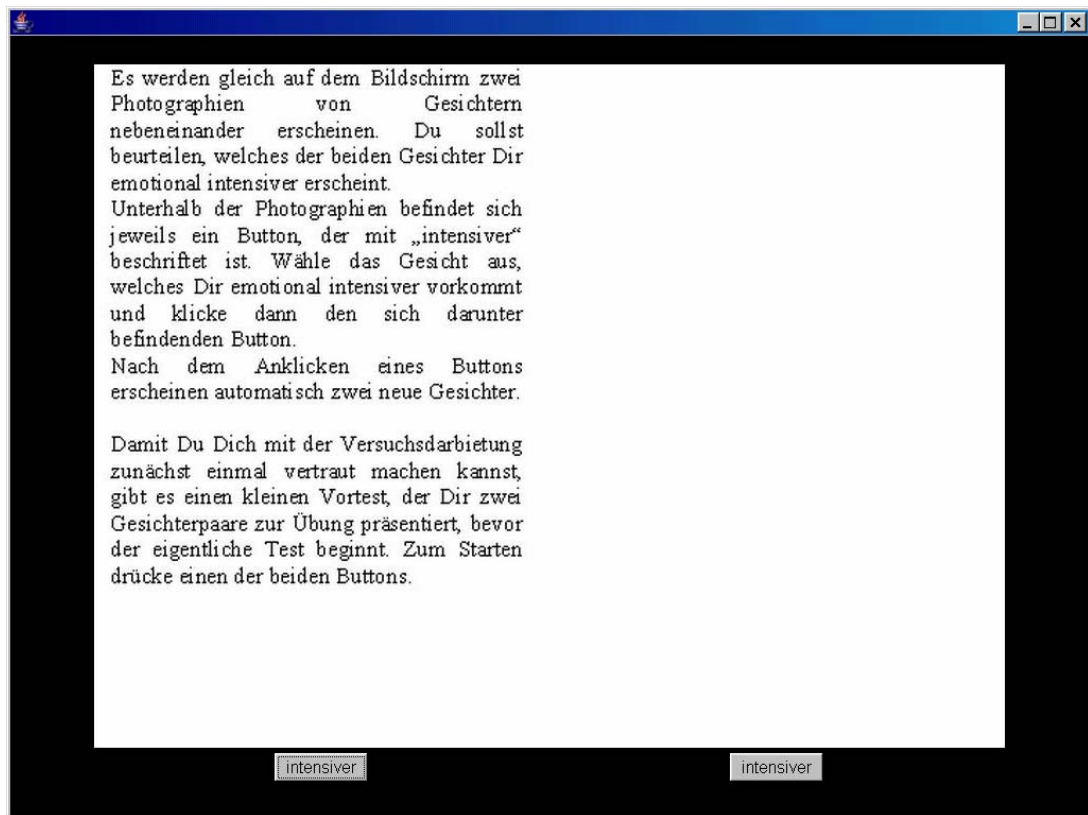 Es werden gleich auf dem Bildschirm zwei
Photographien von Gesichtern
nebeneinander erscheinen. Du sollst
beurteilen, welches der beiden Gesichter Dir
emotional intensiver erscheint.
Unterhalb der Photographien befindet sich
jeweils ein Button, der mit „intensiver“
beschriftet ist. Wähle das Gesicht aus,
welches Dir emotional intensiver vorkommt
und klicke dann den sich darunter
befindenden Button.
Nach dem Anklicken eines Buttons
erscheinen automatisch zwei neue Gesichter.

Damit Du Dich mit der Versuchsdarbietung
zunächst einmal vertraut machen kannst,
gibt es einen kleinen Vortest, der Dir zwei
Gesichterpaare zur Übung präsentiert, bevor
der eigentliche Test beginnt. Zum Starten
drücke einen der beiden Buttons.
intensiver
intensiver